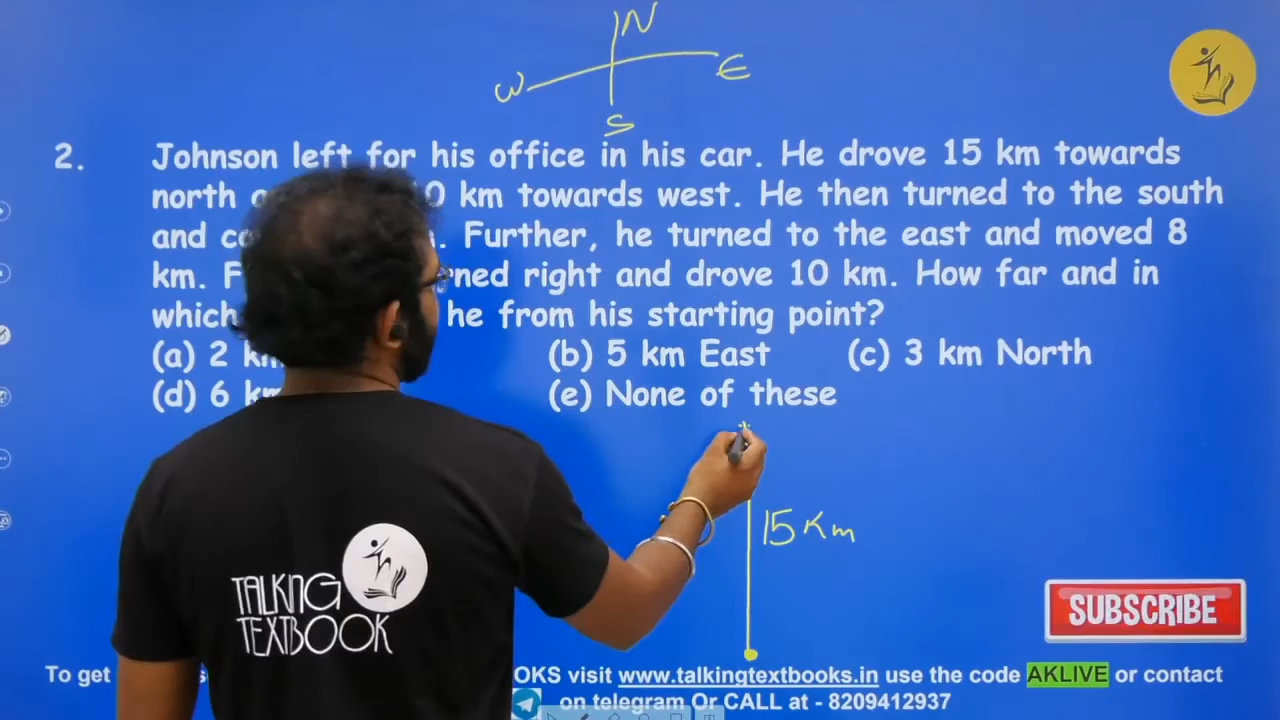 N
W E
S
2. Johnson left for his office in his car. He drove 15 km towards
north 0 km towards west. He then turned to the south
and Further, he turned to the east and moved 8
km. right and drove 10 km. How far and in
which he from his starting point?
(a) 2 (b) 5 km East (c) 3 km North
(d) 6 (e) None of these
15 Km
TALKING
TEXTBOOK
SUBSCRIBE
To get OKS visit www.talkingtextbooks.in use the code AKLIVE or contact
on telegram Or CALL at - 8209412937